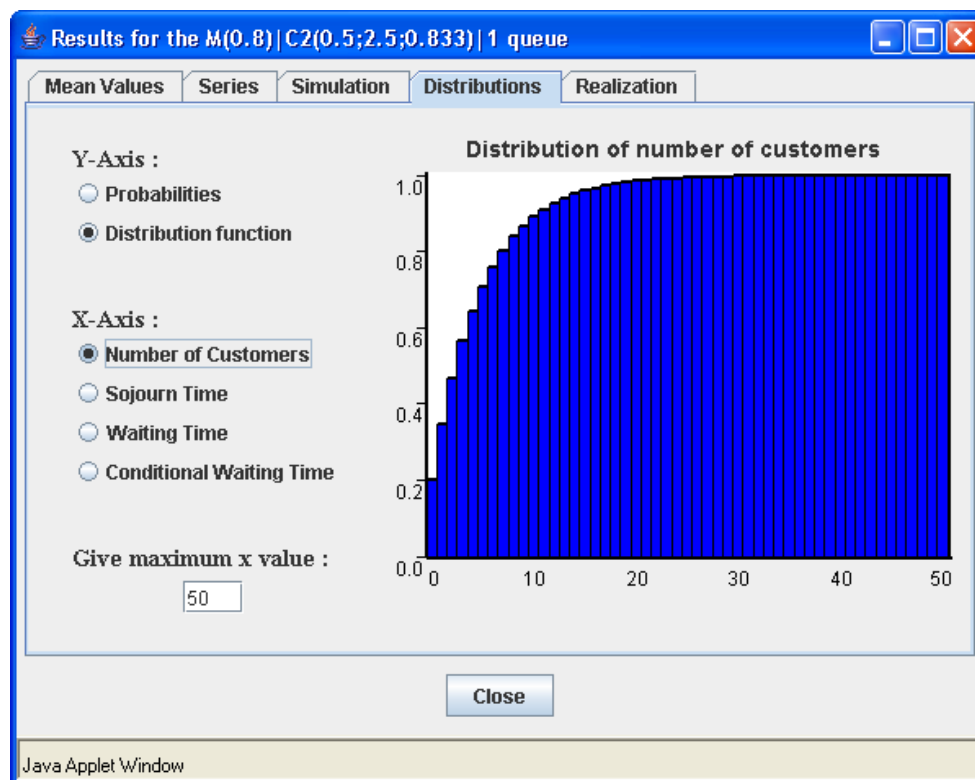 Results for the M(0.8)|C2(0.5;2.5;0.833)|1 queue
Mean Values Series Simulation Distributions Realization
Y-Axis :
Probabilities
Distribution function
X-Axis :
Number of Customers
Sojourn Time
Waiting Time
Conditional Waiting Time
Give maximum x value :
50
Distribution of number of customers
1.0
0.8
0.6
0.4
0.2
0.0
0 10 20 30 40 50
Close
Java Applet Window